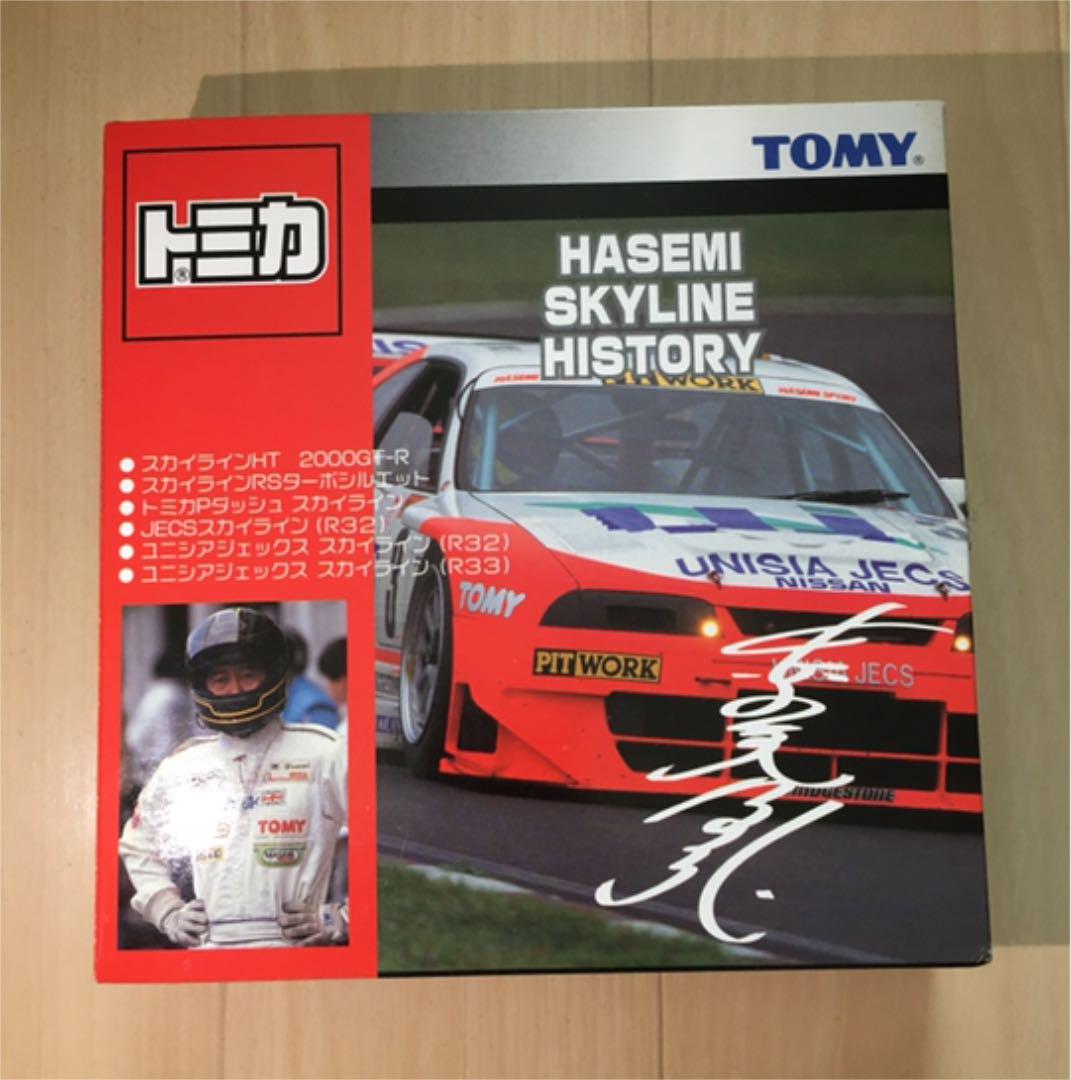 TOMY®
トミカ®
HASEMI
SKYLINE
HISTORY
HASEMI
PIT WORK
HASEMI SPORT
● スカイラインHT 2000GT-R
● スカイラインRSターボシルエット
● トミカPダッシュ スカイライン
● JECSスカイライン (R32)
● ユニシアジェックス スカイライン (R32)
● ユニシアジェックス スカイライン (R33)
UNISIA JECS
NISSAN
TOMY
PIT WORK
UNISIA JECS
BRIDGESTONE
TOMY